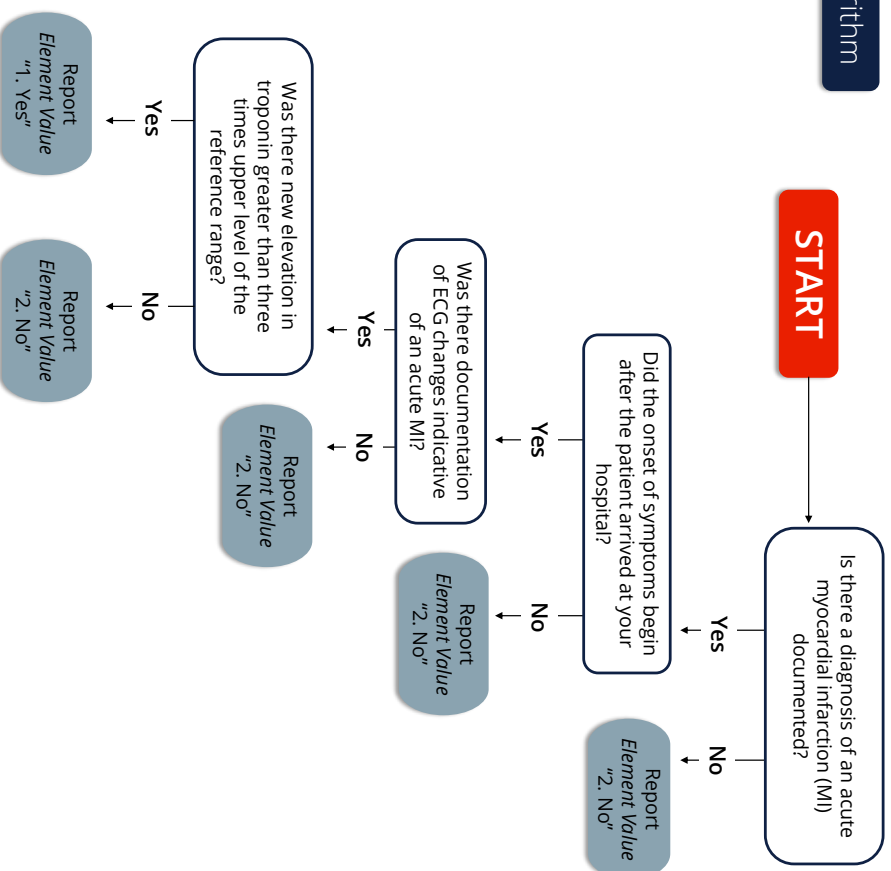 rithm
START
Is there a diagnosis of an acute
myocardial infarction (MI)
documented?
Yes
No
Report
Element Value
"2. No"
Did the onset of symptoms begin
after the patient arrived at your
hospital?
Yes
No
Report
Element Value
"2. No"
Was there documentation
of ECG changes indicative
of an acute MI?
Yes
No
Report
Element Value
"2. No"
Was there new elevation in
troponin greater than three
times upper level of the
reference range?
Yes
No
Report
Element Value
"1. Yes"
Report
Element Value
"2. No"